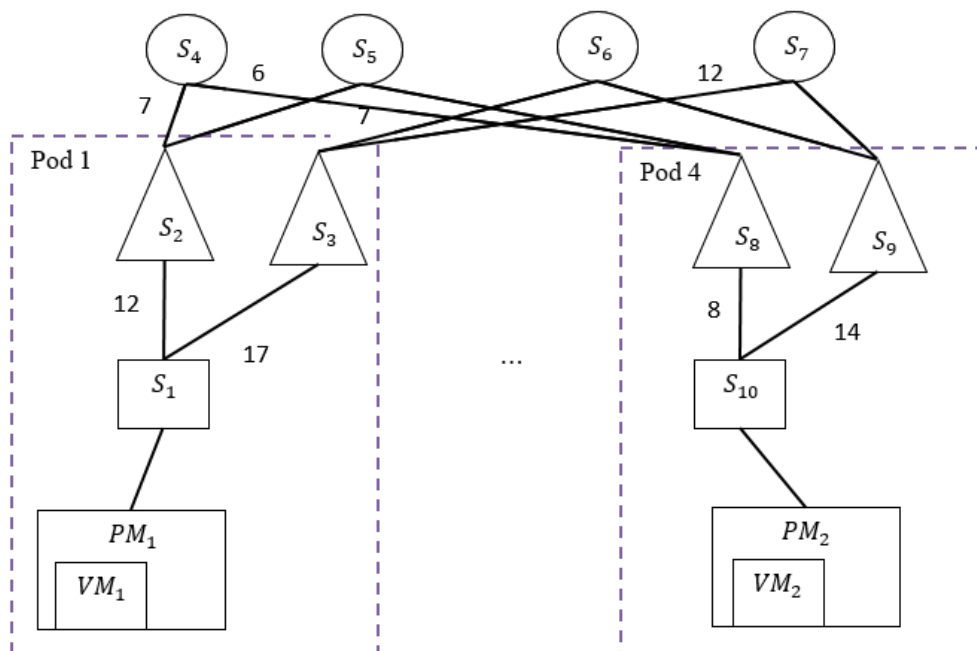 S₄ S₅ S₆ S₇
6 12
7 7
Pod 1 Pod 4
S₂ S₃ S₈ S₉
12 8
17 14
...
S₁ S₁₀
PM₁ PM₂
VM₁ VM₂